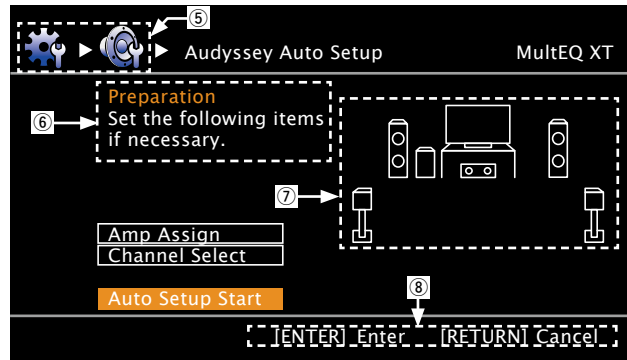 ⑤
Audyssey Auto Setup MultEQ XT
Preparation
⑥ Set the following items
if necessary.
⑦
Amp Assign
Channel Select
⑧
Auto Setup Start
[ENTER] Enter [RETURN] Cancel